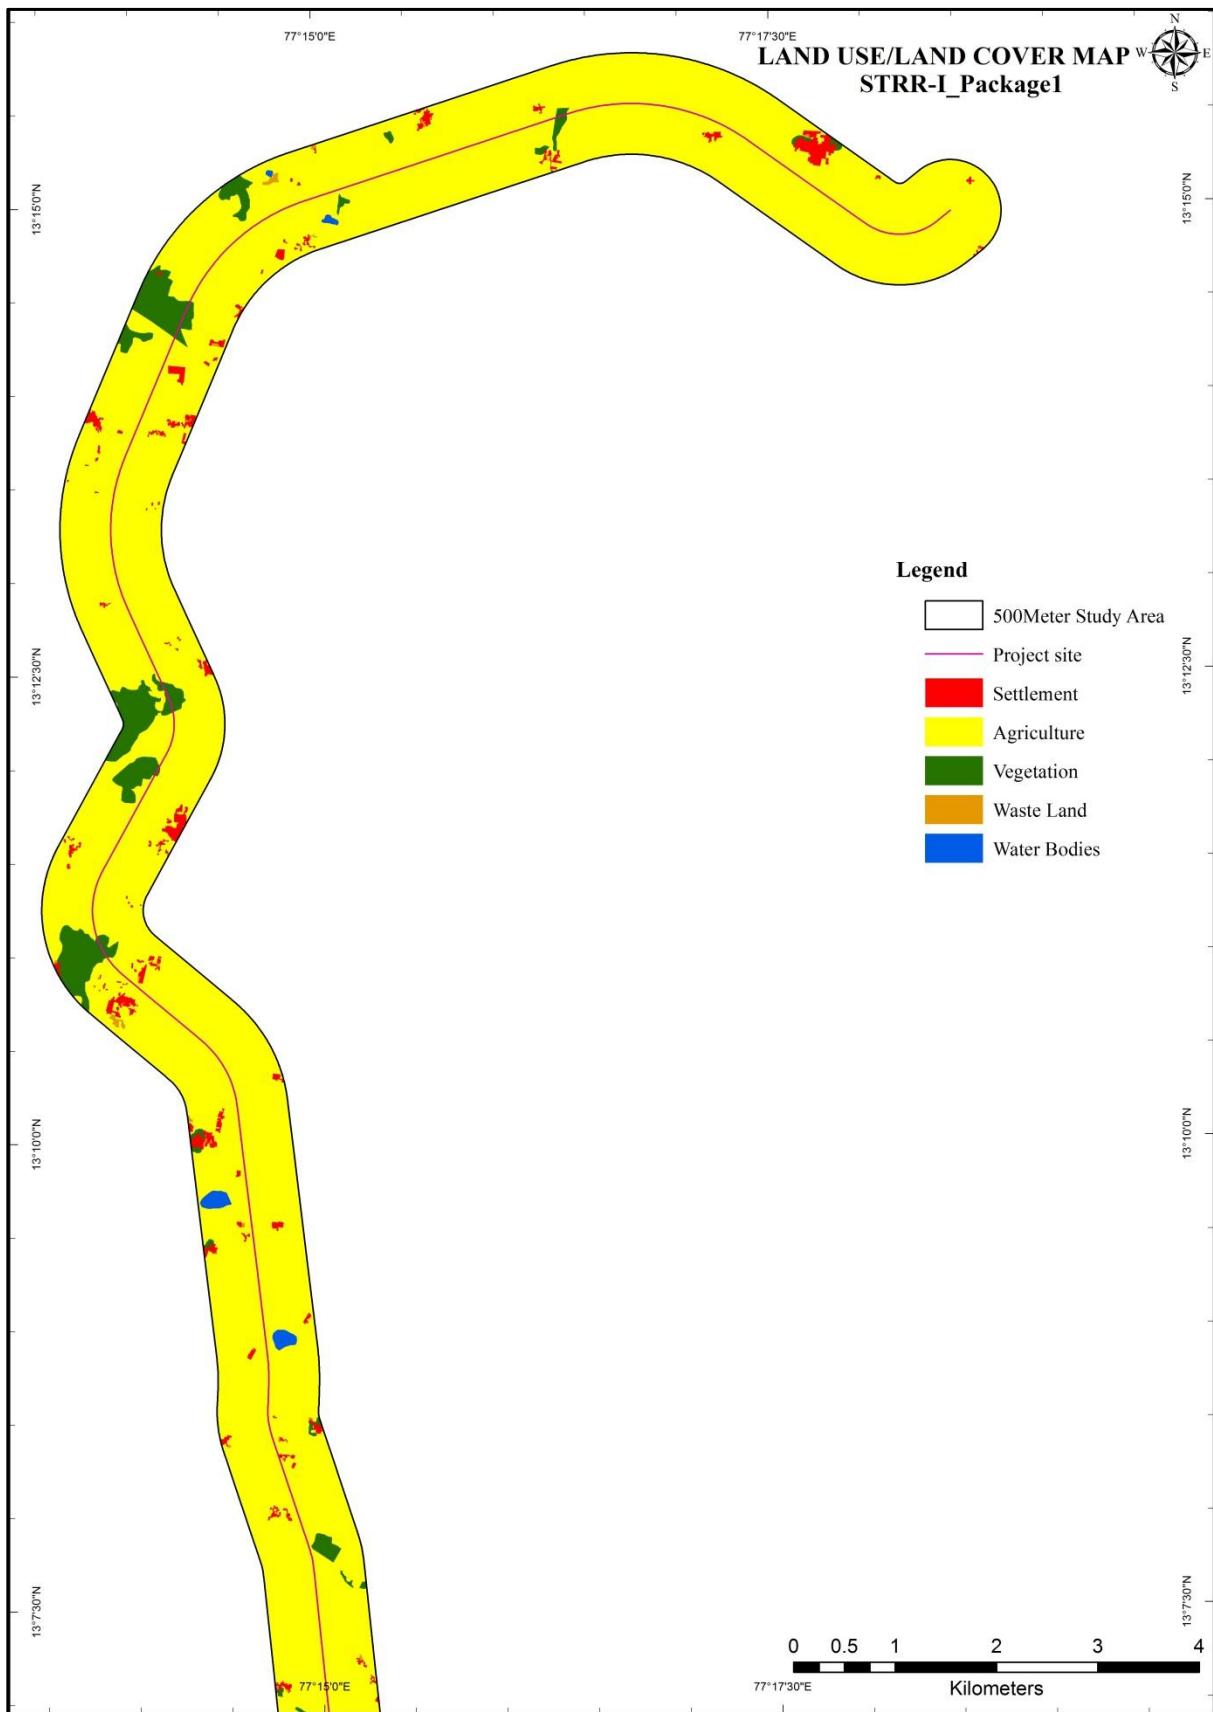 77°15'0"E
77°17'30"E
N
W
E
S
LAND USE/LAND COVER MAP
STRR-I_Package1
13°15'0"N
13°15'0"N
Legend
500Meter Study Area
Project site
Settlement
Agriculture
Vegetation
Waste Land
Water Bodies
13°12'30"N
13°12'30"N
13°10'0"N
13°10'0"N
13°7'30"N
13°7'30"N
0 0.5 1 2 3 4
Kilometers
77°15'0"E
77°17'30"E